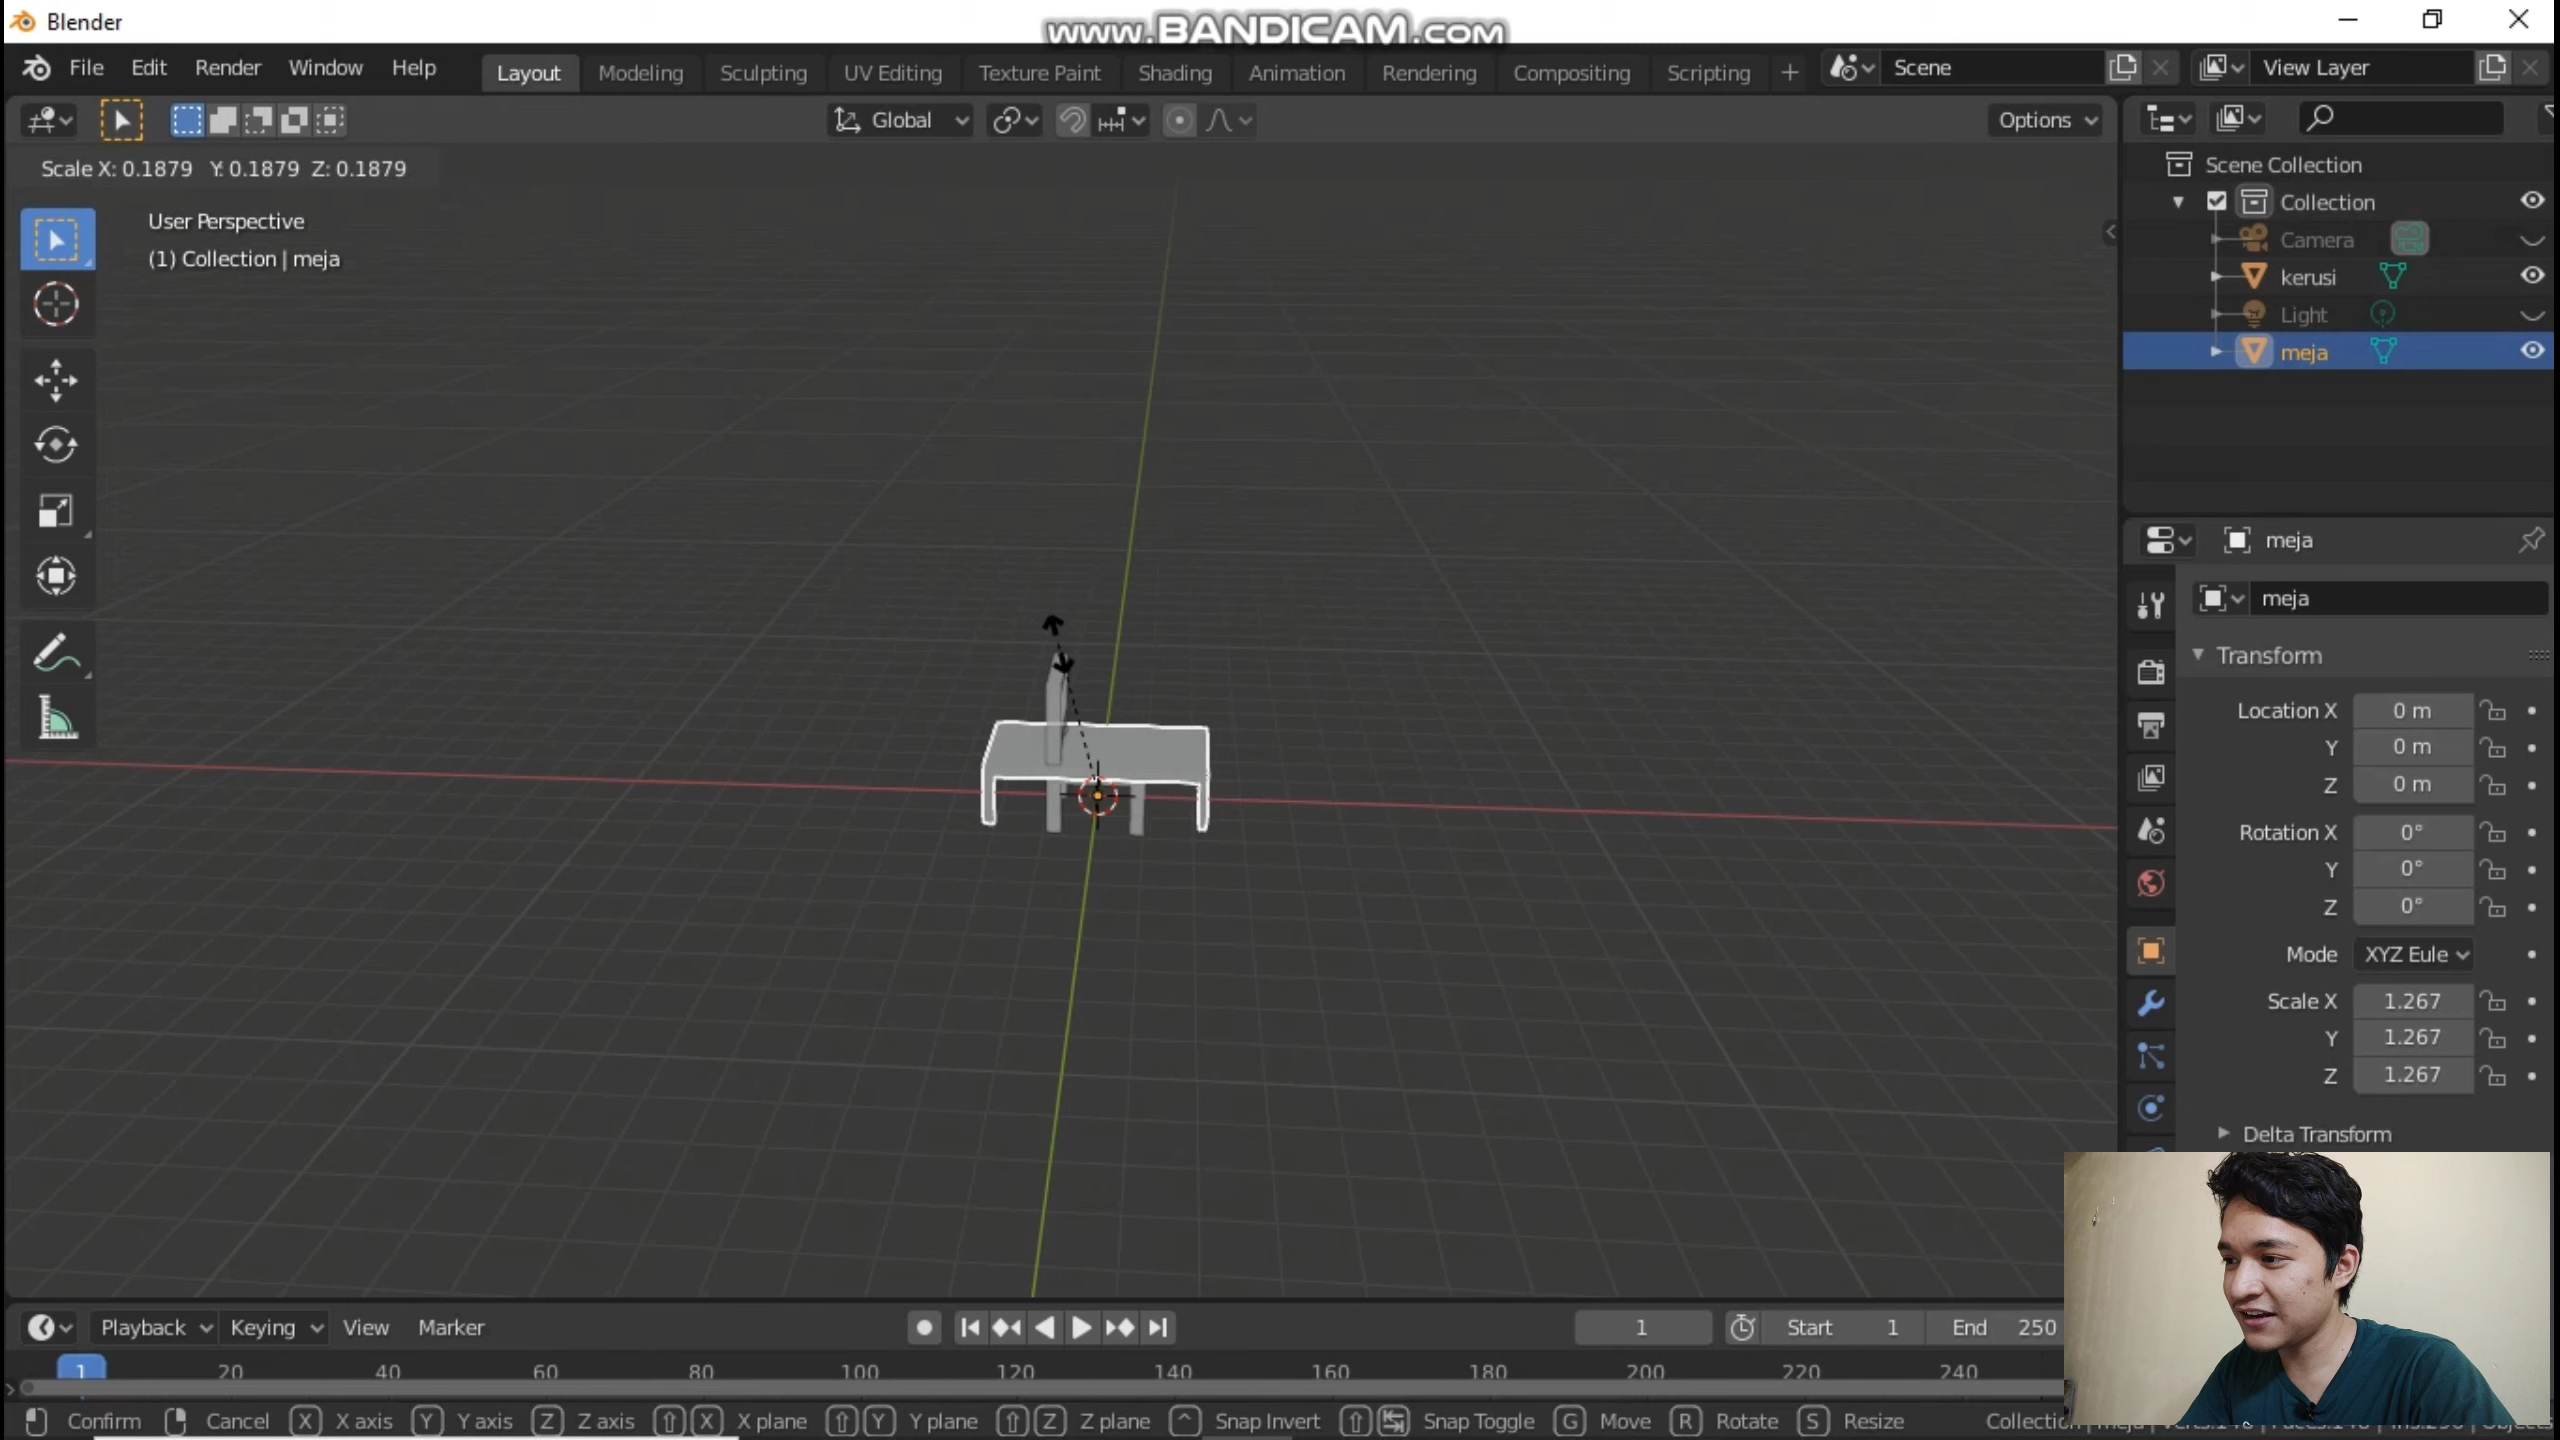 Blender
www.BANDICAM.com
File Edit Render Window Help Layout Modeling Sculpting UV Editing Texture Paint Shading Animation Rendering Compositing Scripting + Scene View Layer
Global Options
Scale X: 0.1879 Y: 0.1879 Z: 0.1879
User Perspective
(1) Collection | meja
Scene Collection
Collection
Camera
kerusi
Light
meja
meja
meja
Transform
Location X 0 m
Y 0 m
Z 0 m
Rotation X 0°
Y 0°
Z 0°
Mode XYZ Eule
Scale X 1.267
Y 1.267
Z 1.267
Delta Transform
Playback Keying View Marker 1 Start 1 End 250
1 20 40 60 80 100 120 140 160 180 200 220 240
Confirm Cancel X X axis Y Y axis Z Z axis X X plane Y Y plane Z Z plane ^ Snap Invert Snap Toggle G Move R Rotate S Resize